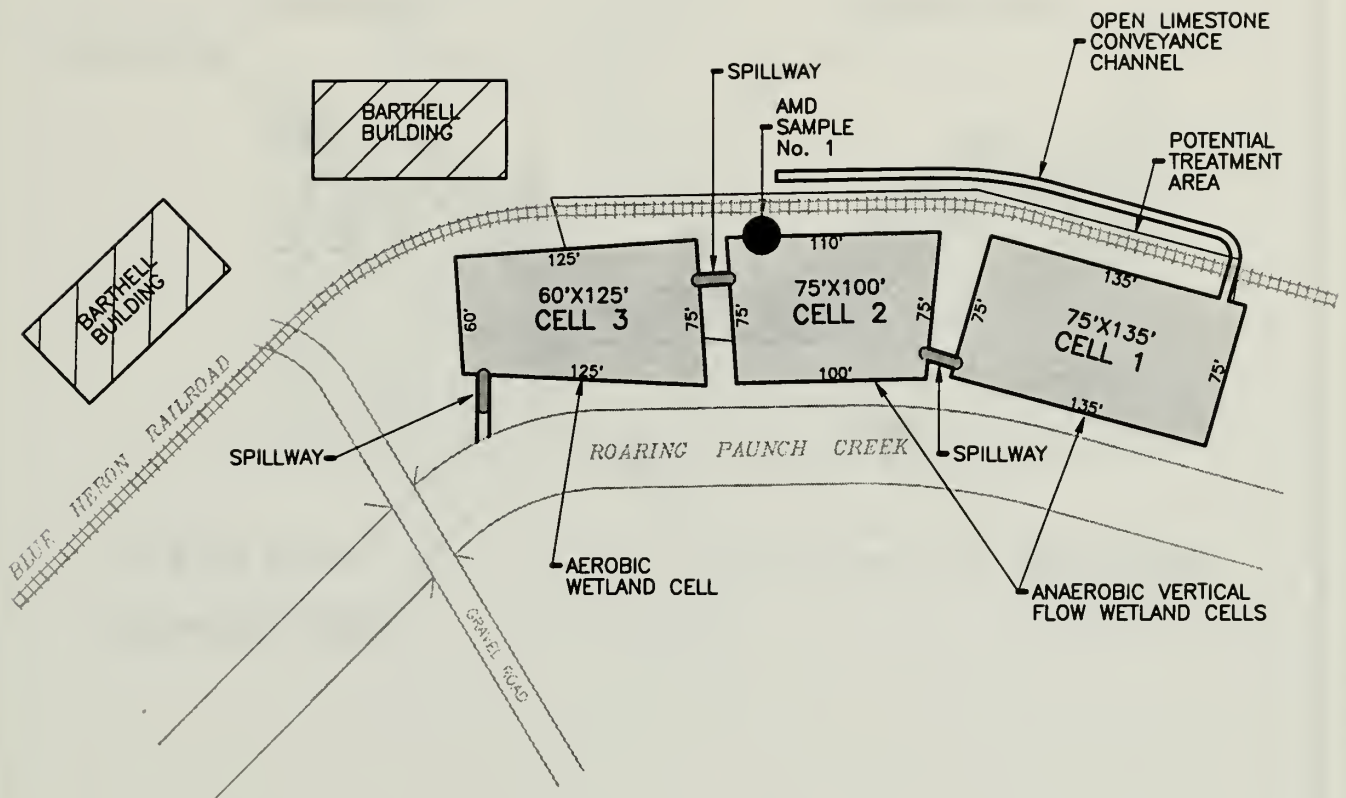 OPEN LIMESTONE
CONVEYANCE
CHANNEL
SPILLWAY
AMD
SAMPLE
No. 1
BARTHELL
BUILDING
POTENTIAL
TREATMENT
AREA
BARTHELL
BUILDING
125'
60'X125'
CELL 3
60'
75'
125'
110'
75'X100'
CELL 2
75'
75'
100'
135'
75'X135'
CELL 1
75'
75'
135'
BLUE HERON RAILROAD
SPILLWAY
ROARING PAUNCH CREEK
SPILLWAY
AEROBIC
WETLAND CELL
ANAEROBIC VERTICAL
FLOW WETLAND CELLS
GRAVEL ROAD